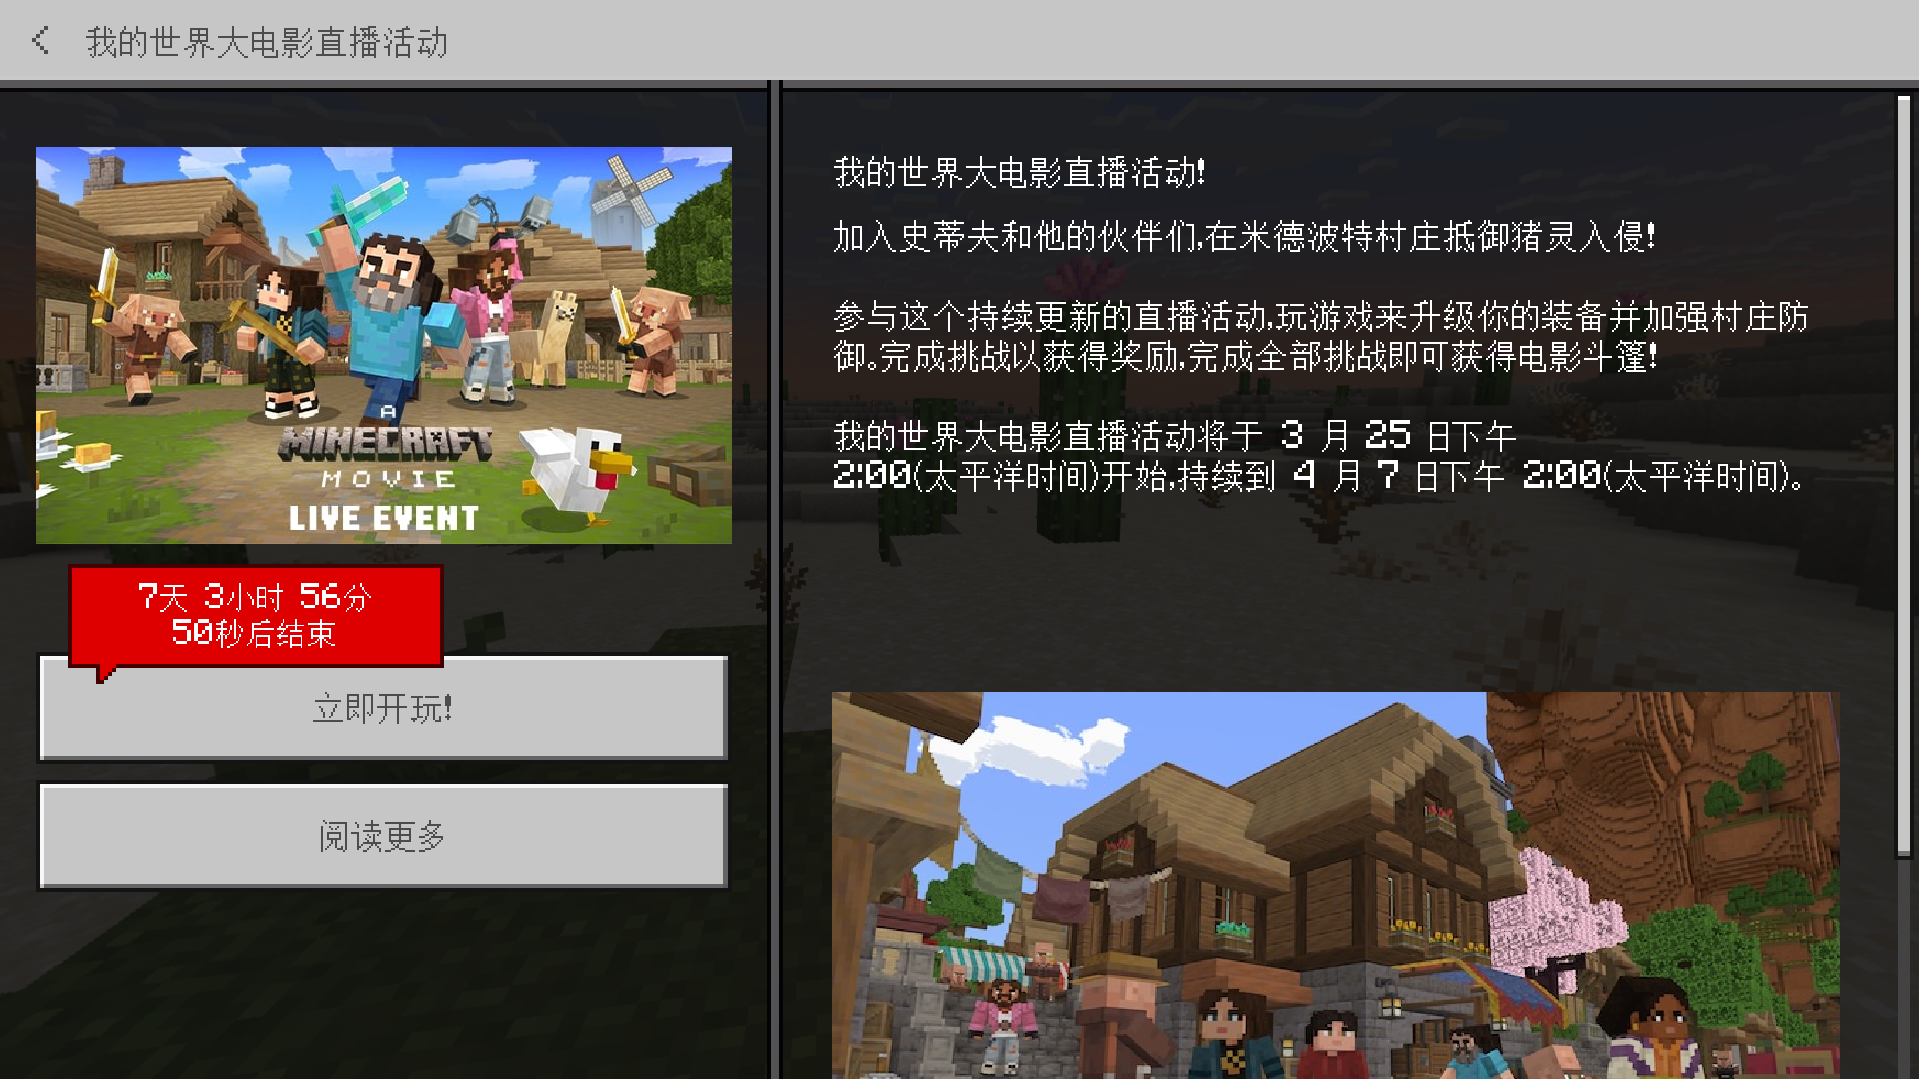 我的世界大电影直播活动
A
MINECRAFT
MOVIE
LIVE EVENT
7天 3小时 56分
50秒后结束
立即开玩!
阅读更多
我的世界大电影直播活动!
加入史蒂夫和他的伙伴们,在米德波特村庄抵御猪灵入侵!
参与这个持续更新的直播活动,玩游戏来升级你的装备并加强村庄防
御。完成挑战以获得奖励,完成全部挑战即可获得电影斗篷!
我的世界大电影直播活动将于 3 月 25 日下午
2:00(太平洋时间)开始,持续到 4 月 7 日下午 2:00(太平洋时间)。